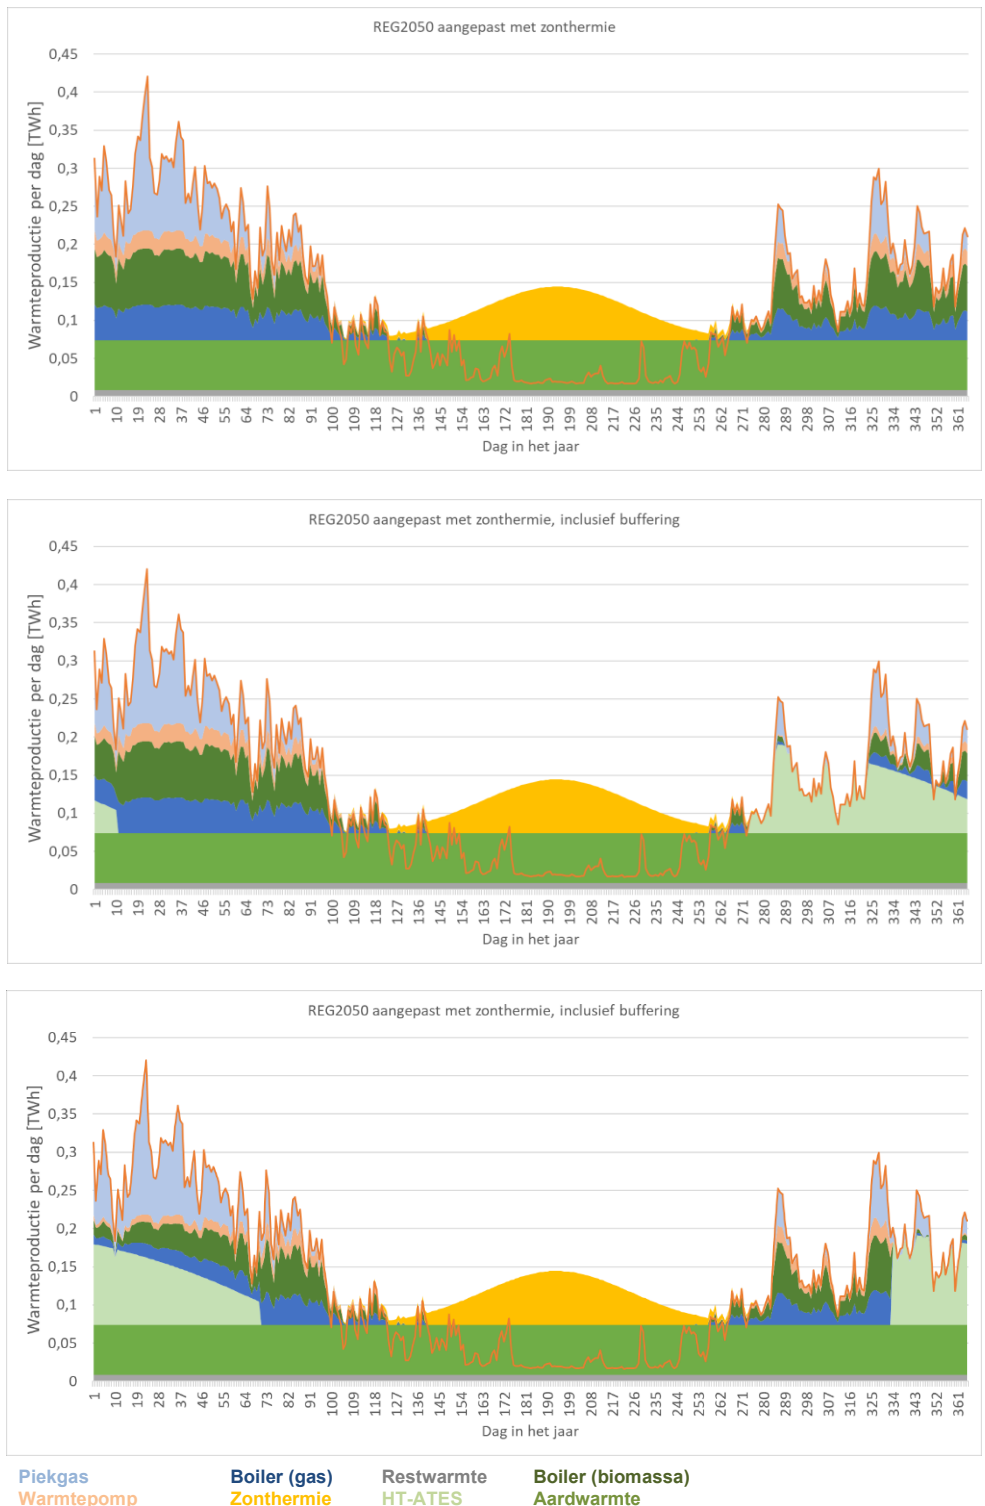 REG2050 aangepast met zonthermie
Warmteproductie per dag [TWh]
0,45
0,4
0,35
0,3
0,25
0,2
0,15
0,1
0,05
0
1 10 19 28 37 46 55 64 73 82 91 100 109 118 127 136 145 154 163 172 181 190 199 208 217 226 235 244 253 262 271 280 289 298 307 316 325 334 343 352 361
Dag in het jaar
REG2050 aangepast met zonthermie, inclusief buffering
Warmteproductie per dag [TWh]
0,45
0,4
0,35
0,3
0,25
0,2
0,15
0,1
0,05
0
1 10 19 28 37 46 55 64 73 82 91 100 109 118 127 136 145 154 163 172 181 190 199 208 217 226 235 244 253 262 271 280 289 298 307 316 325 334 343 352 361
Dag in het jaar
REG2050 aangepast met zonthermie, inclusief buffering
Warmteproductie per dag [TWh]
0,45
0,4
0,35
0,3
0,25
0,2
0,15
0,1
0,05
0
1 10 19 28 37 46 55 64 73 82 91 100 109 118 127 136 145 154 163 172 181 190 199 208 217 226 235 244 253 262 271 280 289 298 307 316 325 334 343 352 361
Dag in het jaar
Piekgas Boiler (gas) Restwarmte Boiler (biomassa)
Warmtepomp Zonthermie HT-ATES Aardwarmte